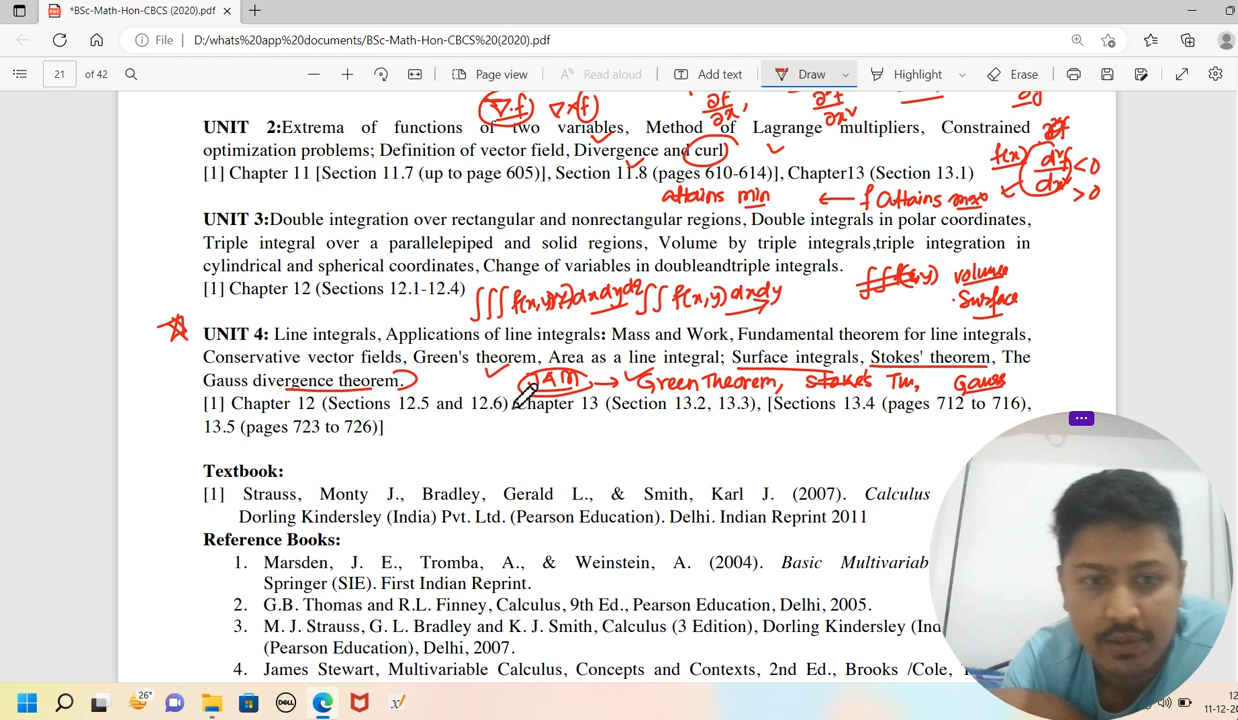 *BSc-Math-Hon-CBCS (2020).pdf
File D:/whats%20app%20documents/BSc-Math-Hon-CBCS%20(2020).pdf
21 of 42 Page view Read aloud Add text Draw Highlight Erase
∇.f ∇×(f) ∂f/∂x,
UNIT 2:Extrema of functions of two variables, Method of Lagrange multipliers, Constrained
optimization problems; Definition of vector field, Divergence and curl
f(x)
<0
[1] Chapter 11 [Section 11.7 (up to page 605)], Section 11.8 (pages 610-614)], Chapter13 (Section 13.1)
>0
attains min ← f Attains max
UNIT 3:Double integration over rectangular and nonrectangular regions, Double integrals in polar coordinates,
Triple integral over a parallelepiped and solid regions, Volume by triple integrals,triple integration in
cylindrical and spherical coordinates, Change of variables in doubleandtriple integrals.
volume
[1] Chapter 12 (Sections 12.1-12.4)
∫∫∫ f(x,y,z) dxdydz ∫∫ f(x,y) dxdy
. Surface
UNIT 4: Line integrals, Applications of line integrals: Mass and Work, Fundamental theorem for line integrals,
Conservative vector fields, Green's theorem, Area as a line integral; Surface integrals, Stokes' theorem, The
Gauss divergence theorem.
JAM → Green Theorem, Stoke's Tm, Gauss
[1] Chapter 12 (Sections 12.5 and 12.6) Chapter 13 (Section 13.2, 13.3), [Sections 13.4 (pages 712 to 716),
13.5 (pages 723 to 726)]
Textbook:
[1] Strauss, Monty J., Bradley, Gerald L., & Smith, Karl J. (2007). Calculus
Dorling Kindersley (India) Pvt. Ltd. (Pearson Education). Delhi. Indian Reprint 2011
Reference Books:
1. Marsden, J. E., Tromba, A., & Weinstein, A. (2004). Basic Multivariab
Springer (SIE). First Indian Reprint.
2. G.B. Thomas and R.L. Finney, Calculus, 9th Ed., Pearson Education, Delhi, 2005.
3. M. J. Strauss, G. L. Bradley and K. J. Smith, Calculus (3 Edition), Dorling Kindersley (Ind
(Pearson Education), Delhi, 2007.
4. James Stewart, Multivariable Calculus, Concepts and Contexts, 2nd Ed., Brooks /Cole,
26°
DELL
11-12-20